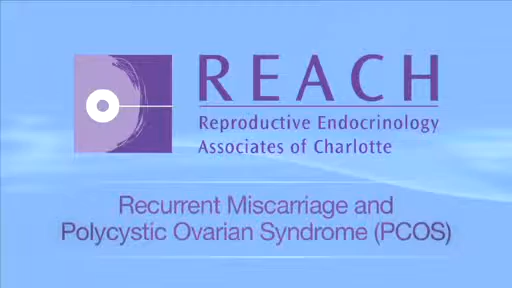 REACH
Reproductive Endocrinology
Associates of Charlotte
Recurrent Miscarriage and
Polycystic Ovarian Syndrome (PCOS)